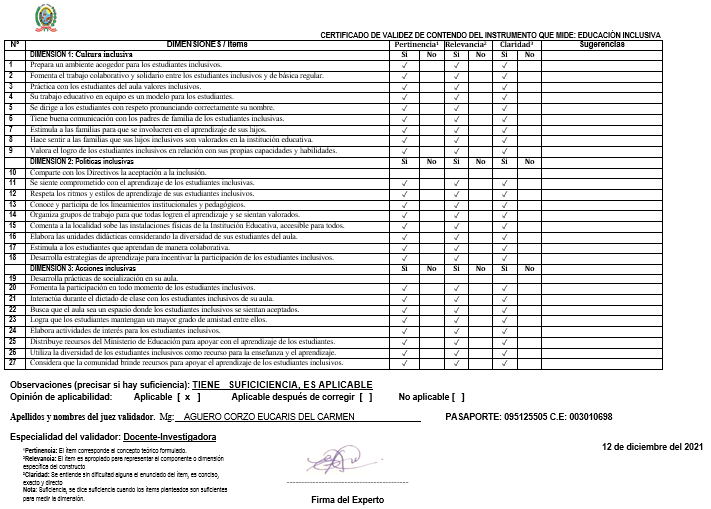 CERTIFICADO DE VALIDEZ DE CONTENDO DEL INSTRUMENTO QUE MIDE: EDUCACIÓN INCLUSIVA
Nº DIMENSIONES / ítems Pertinencia¹ Relevancia² Claridad³ Sugerencias
DIMENSION 1: Cultura inclusiva Si No Si No Si No
1 Prepara un ambiente acogedor para los estudiantes inclusivos. ✓ ✓ ✓
2 Fomenta el trabajo colaborativo y solidario entre los estudiantes inclusivos y de básica regular. ✓ ✓ ✓
3 Práctica con los estudiantes del aula valores inclusivos. ✓ ✓ ✓
4 Su trabajo educativo en equipo es un modelo para los estudiantes. ✓ ✓ ✓
5 Se dirige a los estudiantes con respeto pronunciando correctamente su nombre. ✓ ✓ ✓
6 Tiene buena comunicación con los padres de familia de los estudiantes inclusivos. ✓ ✓ ✓
7 Estimula a las familias para que se involucren en el aprendizaje de sus hijos. ✓ ✓ ✓
8 Hace sentir a las familias que sus hijos inclusivos son valorados en la institución educativa. ✓ ✓ ✓
9 Valora el logro de los estudiantes inclusivos en relación con sus propias capacidades y habilidades. ✓ ✓ ✓
DIMENSIÓN 2: Políticas inclusivas Si No Si No Si No
10 Comparte con los Directivos la aceptación a la inclusión.
11 Se siente comprometido con el aprendizaje de los estudiantes inclusivas. ✓ ✓ ✓
12 Respeta los ritmos y estilos de aprendizaje de sus estudiantes inclusivos. ✓ ✓ ✓
13 Conoce y participa de los lineamientos institucionales y pedagógicos. ✓ ✓ ✓
14 Organiza grupos de trabajo para que todas logren el aprendizaje y se sientan valorados. ✓ ✓ ✓
15 Comenta a la localidad sobe las instalaciones físicas de la Institución Educativa, accesible para todos. ✓ ✓ ✓
16 Elabora las unidades didácticas considerando la diversidad de sus estudiantes del aula. ✓ ✓ ✓
17 Estimula a los estudiantes que aprendan de manera colaborativa. ✓ ✓ ✓
18 Desarrolla estrategias de aprendizaje para incentivar la participación de los estudiantes inclusivos. ✓ ✓ ✓
DIMENSIÓN 3: Acciones inclusivas Si No Si No Si No
19 Desarrolla prácticas de socialización en su aula.
20 Fomenta la participación en todo momento de los estudiantes inclusivos. ✓ ✓ ✓
21 Interactúa durante el dictado de clase con los estudiantes inclusivos de su aula. ✓ ✓ ✓
22 Busca que el aula sea un espacio donde los estudiantes inclusivos se sientan aceptados. ✓ ✓ ✓
23 Logra que los estudiantes mantengan un mayor grado de amistad entre ellos. ✓ ✓ ✓
24 Elabora actividades de interés para los estudiantes inclusivos. ✓ ✓ ✓
25 Distribuye recursos del Ministerio de Educación para apoyar con el aprendizaje de los estudiantes. ✓ ✓ ✓
26 Utiliza la diversidad de los estudiantes inclusivos como recurso para la enseñanza y el aprendizaje. ✓ ✓ ✓
27 Considera que la comunidad brinde recursos para apoyar el aprendizaje de los estudiantes inclusivos. ✓ ✓ ✓
Observaciones (precisar si hay suficiencia): TIENE SUFICICIENCIA, ES APLICABLE
Opinión de aplicabilidad: Aplicable [ x ] Aplicable después de corregir [ ] No aplicable [ ]
Apellidos y nombres del juez validador. Mg: AGUERO CORZO EUCARIS DEL CARMEN PASAPORTE: 095125505 C.E: 003010698
Especialidad del validador: Docente-Investigadora
12 de diciembre del 2021
¹Pertinencia: El ítem corresponde al concepto teórico formulado.
²Relevancia: El ítem es apropiado para representar al componente o dimensión
específica del constructo
³Claridad: Se entiende sin dificultad alguna el enunciado del ítem, es conciso,
exacto y directo
Nota: Suficiencia, se dice suficiencia cuando los ítems planteados son suficientes
para medir la dimensión.
Firma del Experto